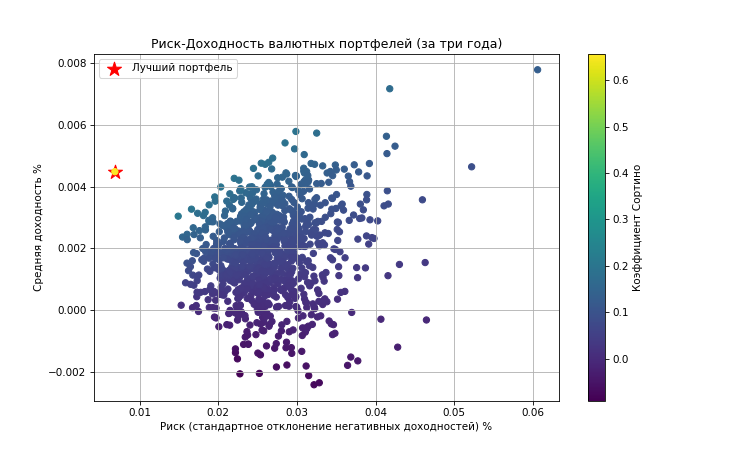 Риск-Доходность валютных портфелей (за три года)
Лучший портфель
Средняя доходность %
0.008
0.006
0.004
0.002
0.000
−0.002
0.01 0.02 0.03 0.04 0.05 0.06
Риск (стандартное отклонение негативных доходностей) %
0.6
0.5
0.4
0.3
0.2
0.1
0.0
Коэффициент Сортино